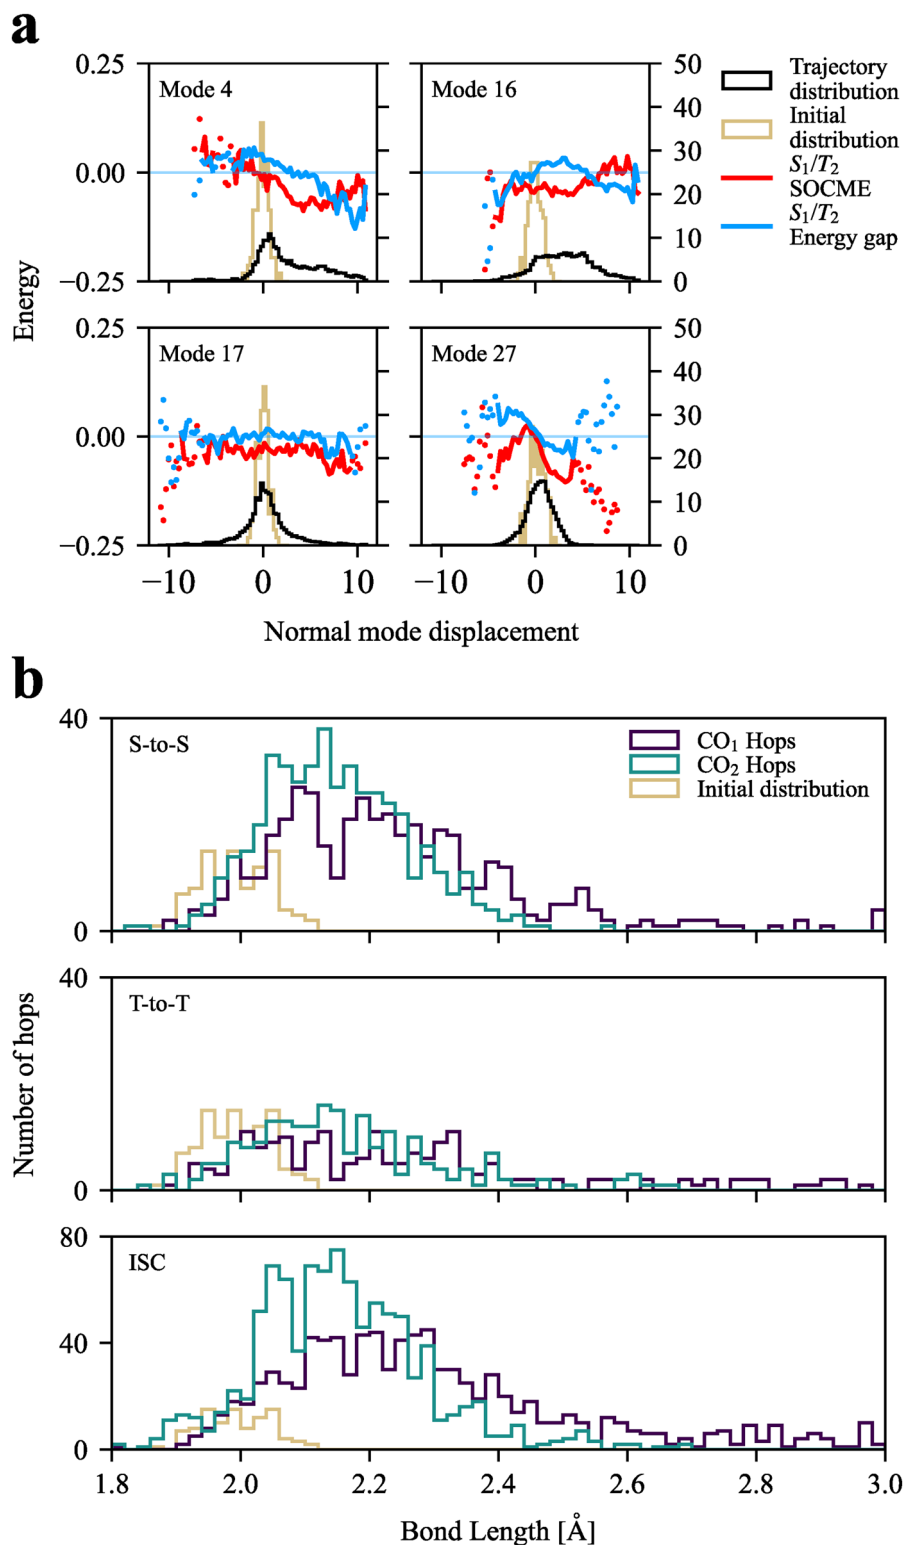 a
0.25
0.00
−0.25
Mode 4
Mode 16
50
40
30
20
10
0
Trajectory
distribution
Initial
distribution
S₁/T₂
SOCME
S₁/T₂
Energy gap
Energy
0.25
0.00
−0.25
Mode 17
Mode 27
50
40
30
20
10
0
−10 0 10 −10 0 10
Normal mode displacement
b
40
0
S-to-S
CO₁ Hops
CO₂ Hops
Initial distribution
Number of hops
40
0
T-to-T
80
40
0
ISC
1.8 2.0 2.2 2.4 2.6 2.8 3.0
Bond Length [Å]